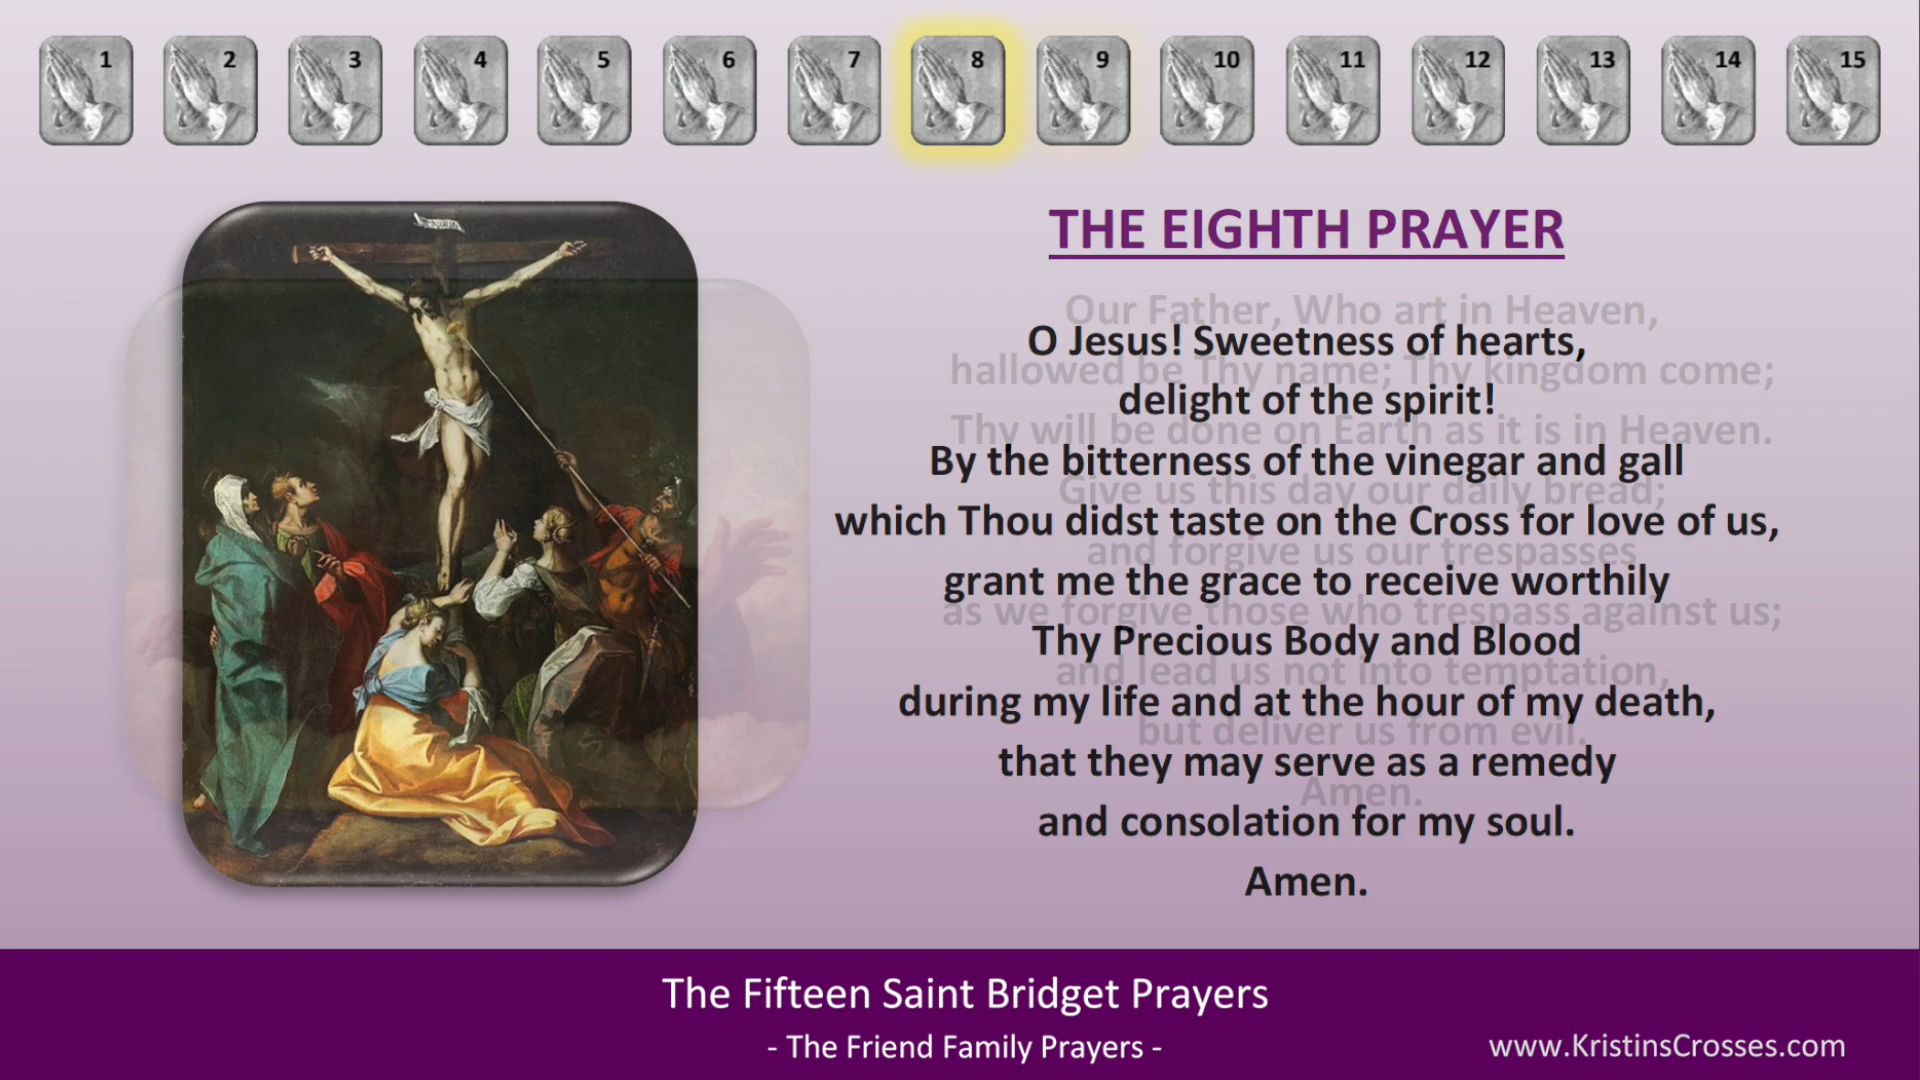 1 2 3 4 5 6 7 8 9 10 11 12 13 14 15
THE EIGHTH PRAYER
O Jesus! Sweetness of hearts,
delight of the spirit!
By the bitterness of the vinegar and gall
which Thou didst taste on the Cross for love of us,
grant me the grace to receive worthily
Thy Precious Body and Blood
during my life and at the hour of my death,
that they may serve as a remedy
and consolation for my soul.
Amen.
Our Father, Who art in Heaven,
hallowed be Thy name; Thy kingdom come;
Thy will be done on Earth as it is in Heaven.
Give us this day our daily bread;
and forgive us our trespasses
as we forgive those who trespass against us;
and lead us not into temptation,
but deliver us from evil.
Amen.
The Fifteen Saint Bridget Prayers
- The Friend Family Prayers -
www.KristinsCrosses.com